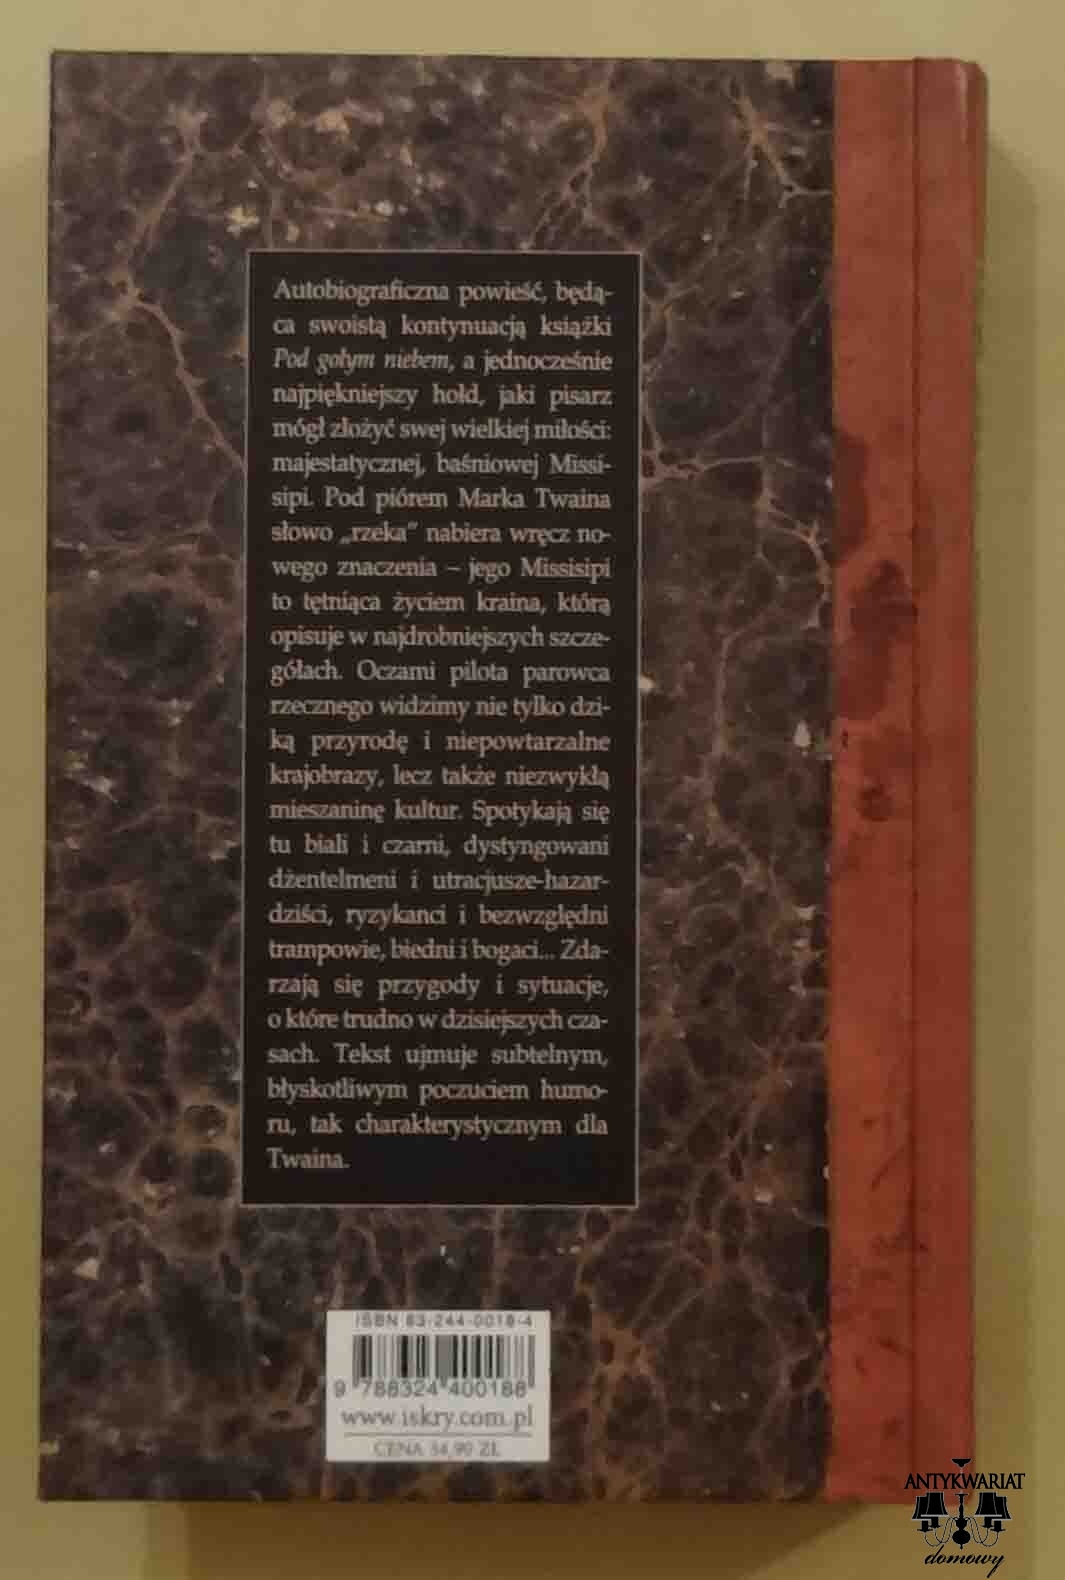 Autobiograficzna powieść, będą-
ca swoistą kontynuacją książki
Pod gołym niebem, a jednocześnie
najpiękniejszy hołd, jaki pisarz
mógł złożyć swej wielkiej miłości:
majestatycznej, baśniowej Missi-
sipi. Pod piórem Marka Twaina
słowo „rzeka” nabiera wręcz no-
wego znaczenia – jego Missisipi
to tętniąca życiem kraina, którą
opisuje w najdrobniejszych szcze-
gółach. Oczami pilota parowca
rzecznego widzimy nie tylko dzi-
ką przyrodę i niepowtarzalne
krajobrazy, lecz także niezwykłą
mieszaninę kultur. Spotykają się
tu biali i czarni, dystyngowani
dżentelmeni i utracjusze-hazar-
dziści, ryzykanci i bezwzględni
trampowie, biedni i bogaci... Zda-
rzają się przygody i sytuacje,
o które trudno w dzisiejszych cza-
sach. Tekst ujmuje subtelnym,
błyskotliwym poczuciem humo-
ru, tak charakterystycznym dla
Twaina.
ISBN 83-244-0018-4
9 788324 400188
www.iskry.com.pl
CENA 34,90 ZŁ
ANTYKWARIAT
domowy